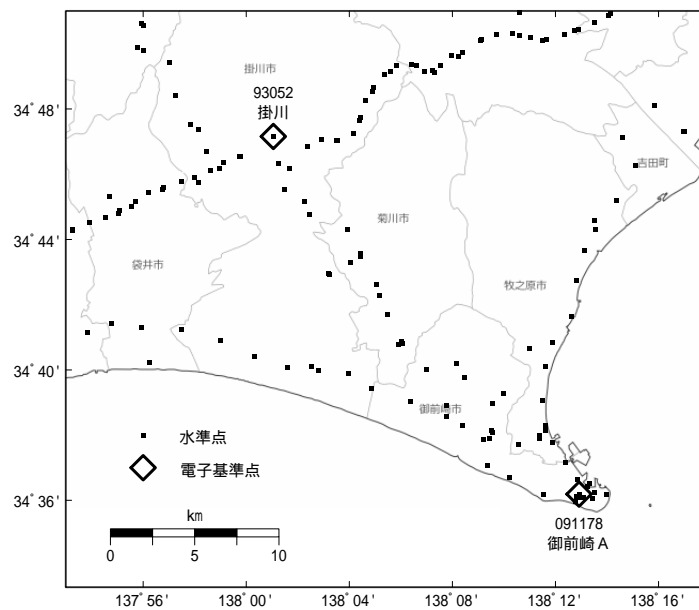 掛川市
93052
掛川
34˚48'
吉田町
菊川市
34˚44'
袋井市
牧之原市
34˚40'
御前崎市
水準点
電子基準点
34˚36'
km
091178
御前崎A
0 5 10
137˚56' 138˚00' 138˚04' 138˚08' 138˚12' 138˚16'